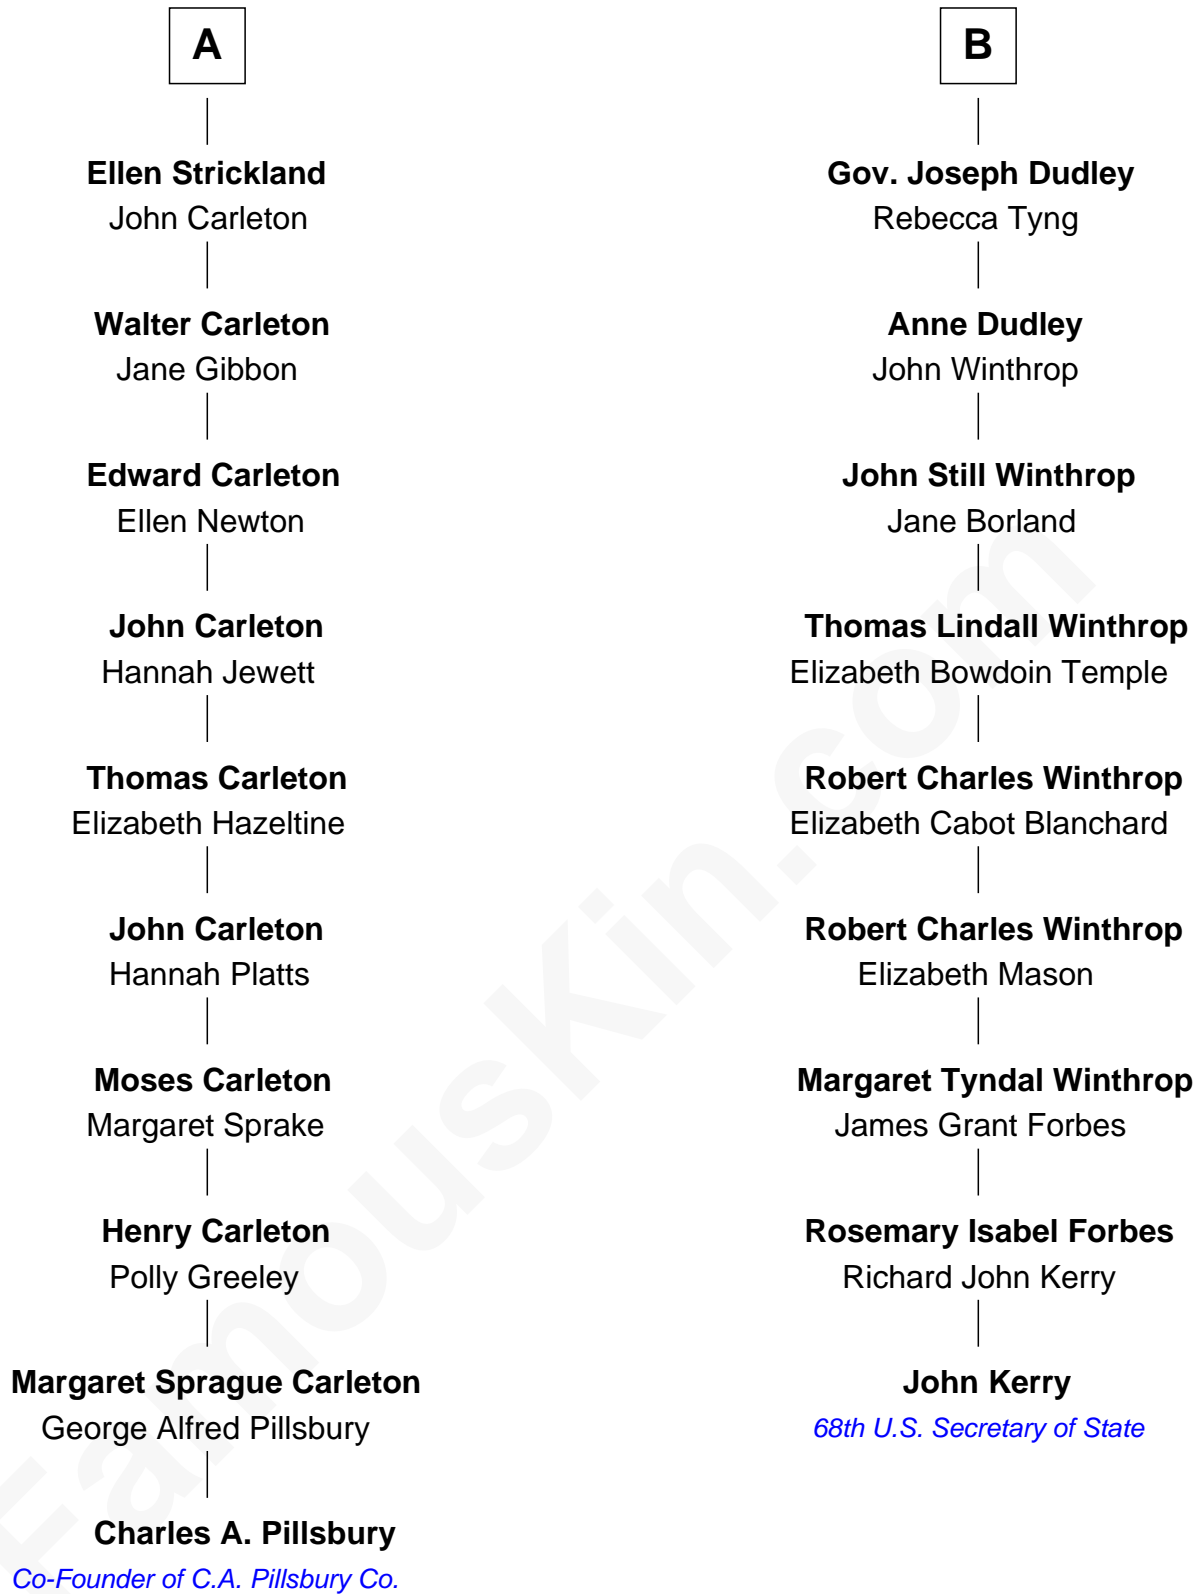 A
Ellen Strickland
John Carleton
Walter Carleton
Jane Gibbon
Edward Carleton
Ellen Newton
John Carleton
Hannah Jewett
Thomas Carleton
Elizabeth Hazeltine
John Carleton
Hannah Platts
Moses Carleton
Margaret Sprake
Henry Carleton
Polly Greeley
Margaret Sprague Carleton
George Alfred Pillsbury
Charles A. Pillsbury
Co-Founder of C.A. Pillsbury Co.
B
Gov. Joseph Dudley
Rebecca Tyng
Anne Dudley
John Winthrop
John Still Winthrop
Jane Borland
Thomas Lindall Winthrop
Elizabeth Bowdoin Temple
Robert Charles Winthrop
Elizabeth Cabot Blanchard
Robert Charles Winthrop
Elizabeth Mason
Margaret Tyndal Winthrop
James Grant Forbes
Rosemary Isabel Forbes
Richard John Kerry
John Kerry
68th U.S. Secretary of State
FamousKin.com